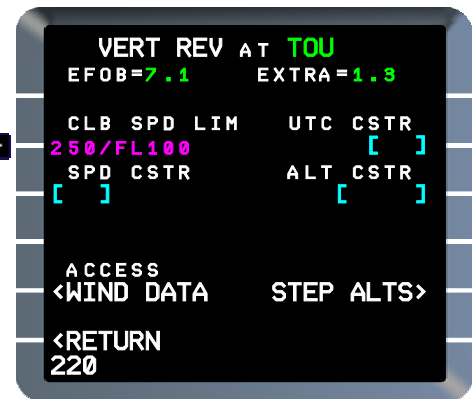 VERT REV AT TOU
EFOB=7.1 EXTRA=1.3
CLB SPD LIM UTC CSTR
250/FL100 [ ]
SPD CSTR ALT CSTR
[ ] [ ]
ACCESS
<WIND DATA STEP ALTS>
<RETURN
220